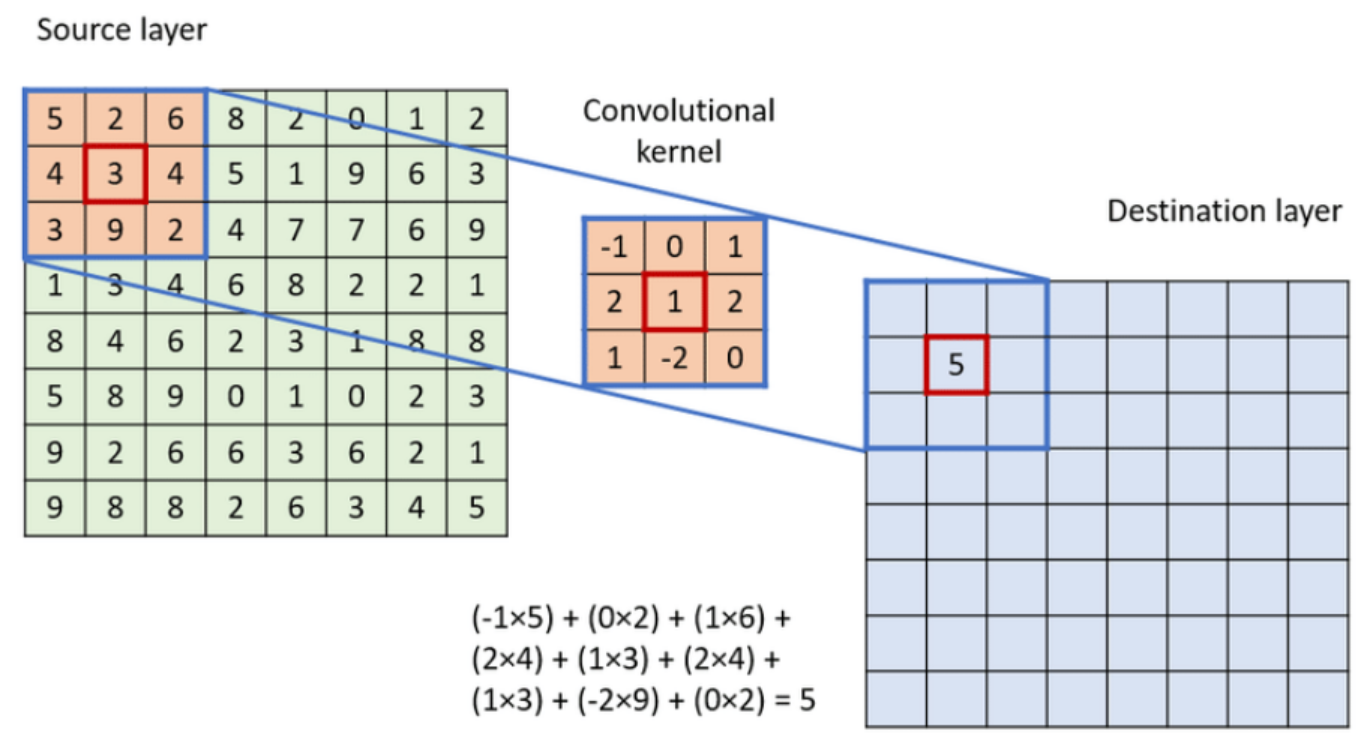 Source layer
5 2 6 8 2 0 1 2
4 3 4 5 1 9 6 3
3 9 2 4 7 7 6 9
1 3 4 6 8 2 2 1
8 4 6 2 3 1 8 8
5 8 9 0 1 0 2 3
9 2 6 6 3 6 2 1
9 8 8 2 6 3 4 5
Convolutional
kernel
-1 0 1
2 1 2
1 -2 0
Destination layer
5
(-1×5) + (0×2) + (1×6) +
(2×4) + (1×3) + (2×4) +
(1×3) + (-2×9) + (0×2) = 5